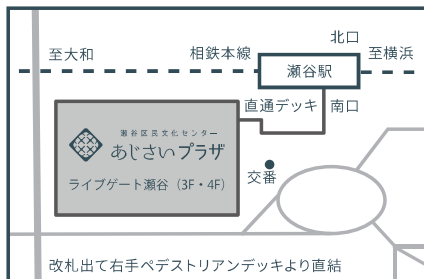 北口
至大和
相鉄本線
至横浜
瀬谷駅
直通デッキ
南口
瀬谷区民文化センター
あじさいプラザ
ライブゲート瀬谷（3F・4F）
交番
改札出て右手ペデストリアンデッキより直結